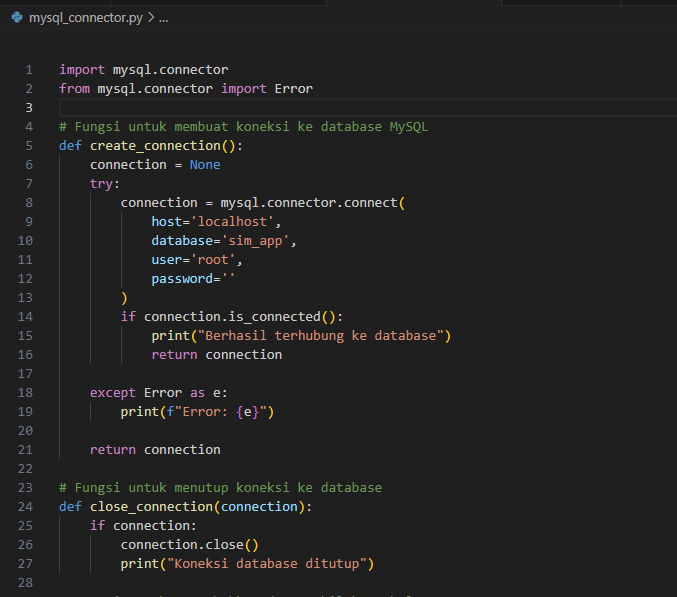 mysql_connector.py > ...
1 import mysql.connector
2 from mysql.connector import Error
3
4 # Fungsi untuk membuat koneksi ke database MySQL
5 def create_connection():
6     connection = None
7     try:
8         connection = mysql.connector.connect(
9             host='localhost',
10             database='sim_app',
11             user='root',
12             password=''
13         )
14         if connection.is_connected():
15             print("Berhasil terhubung ke database")
16             return connection
17
18     except Error as e:
19         print(f"Error: {e}")
20
21     return connection
22
23 # Fungsi untuk menutup koneksi ke database
24 def close_connection(connection):
25     if connection:
26         connection.close()
27         print("Koneksi database ditutup")
28